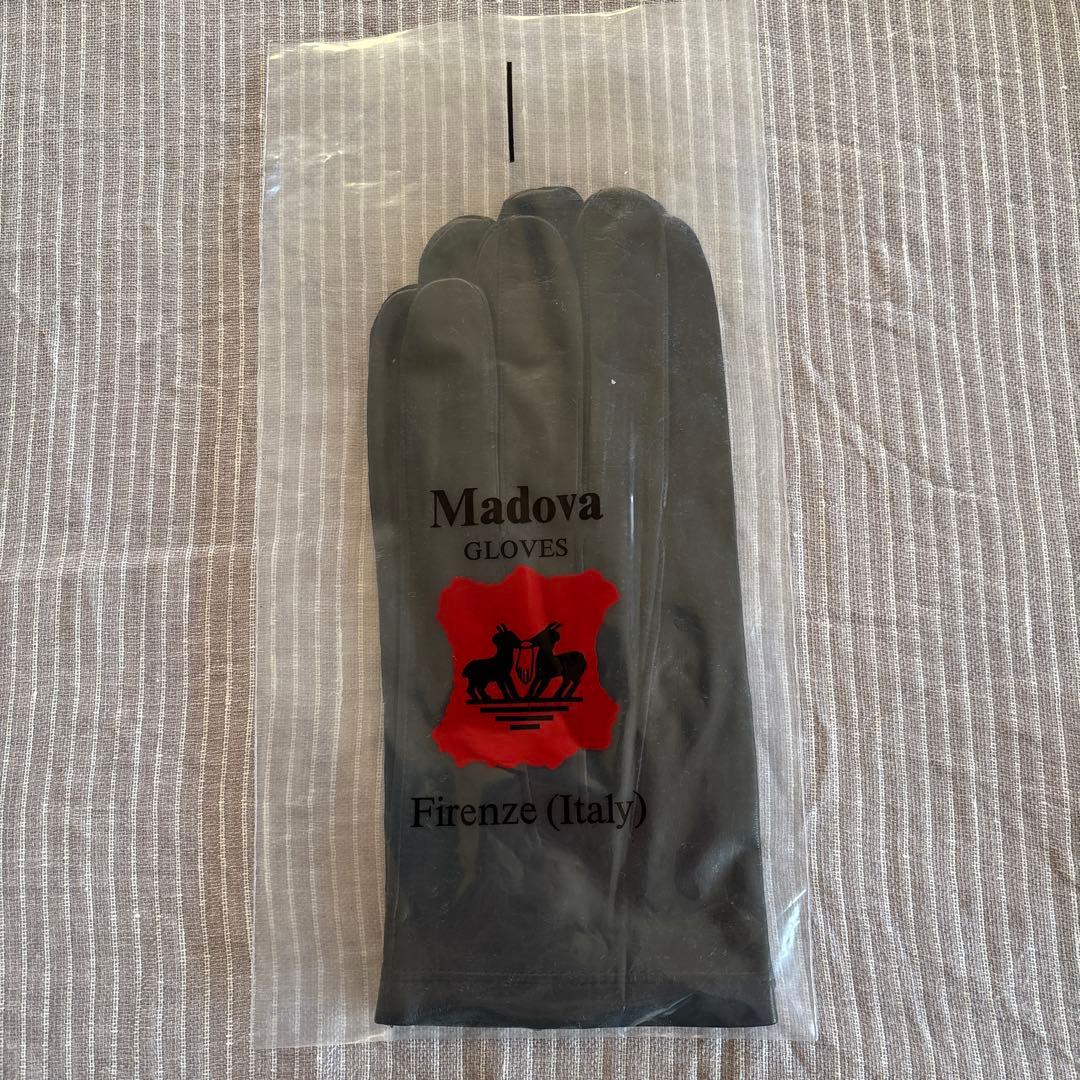 Madova
GLOVES
Firenze (Italy)